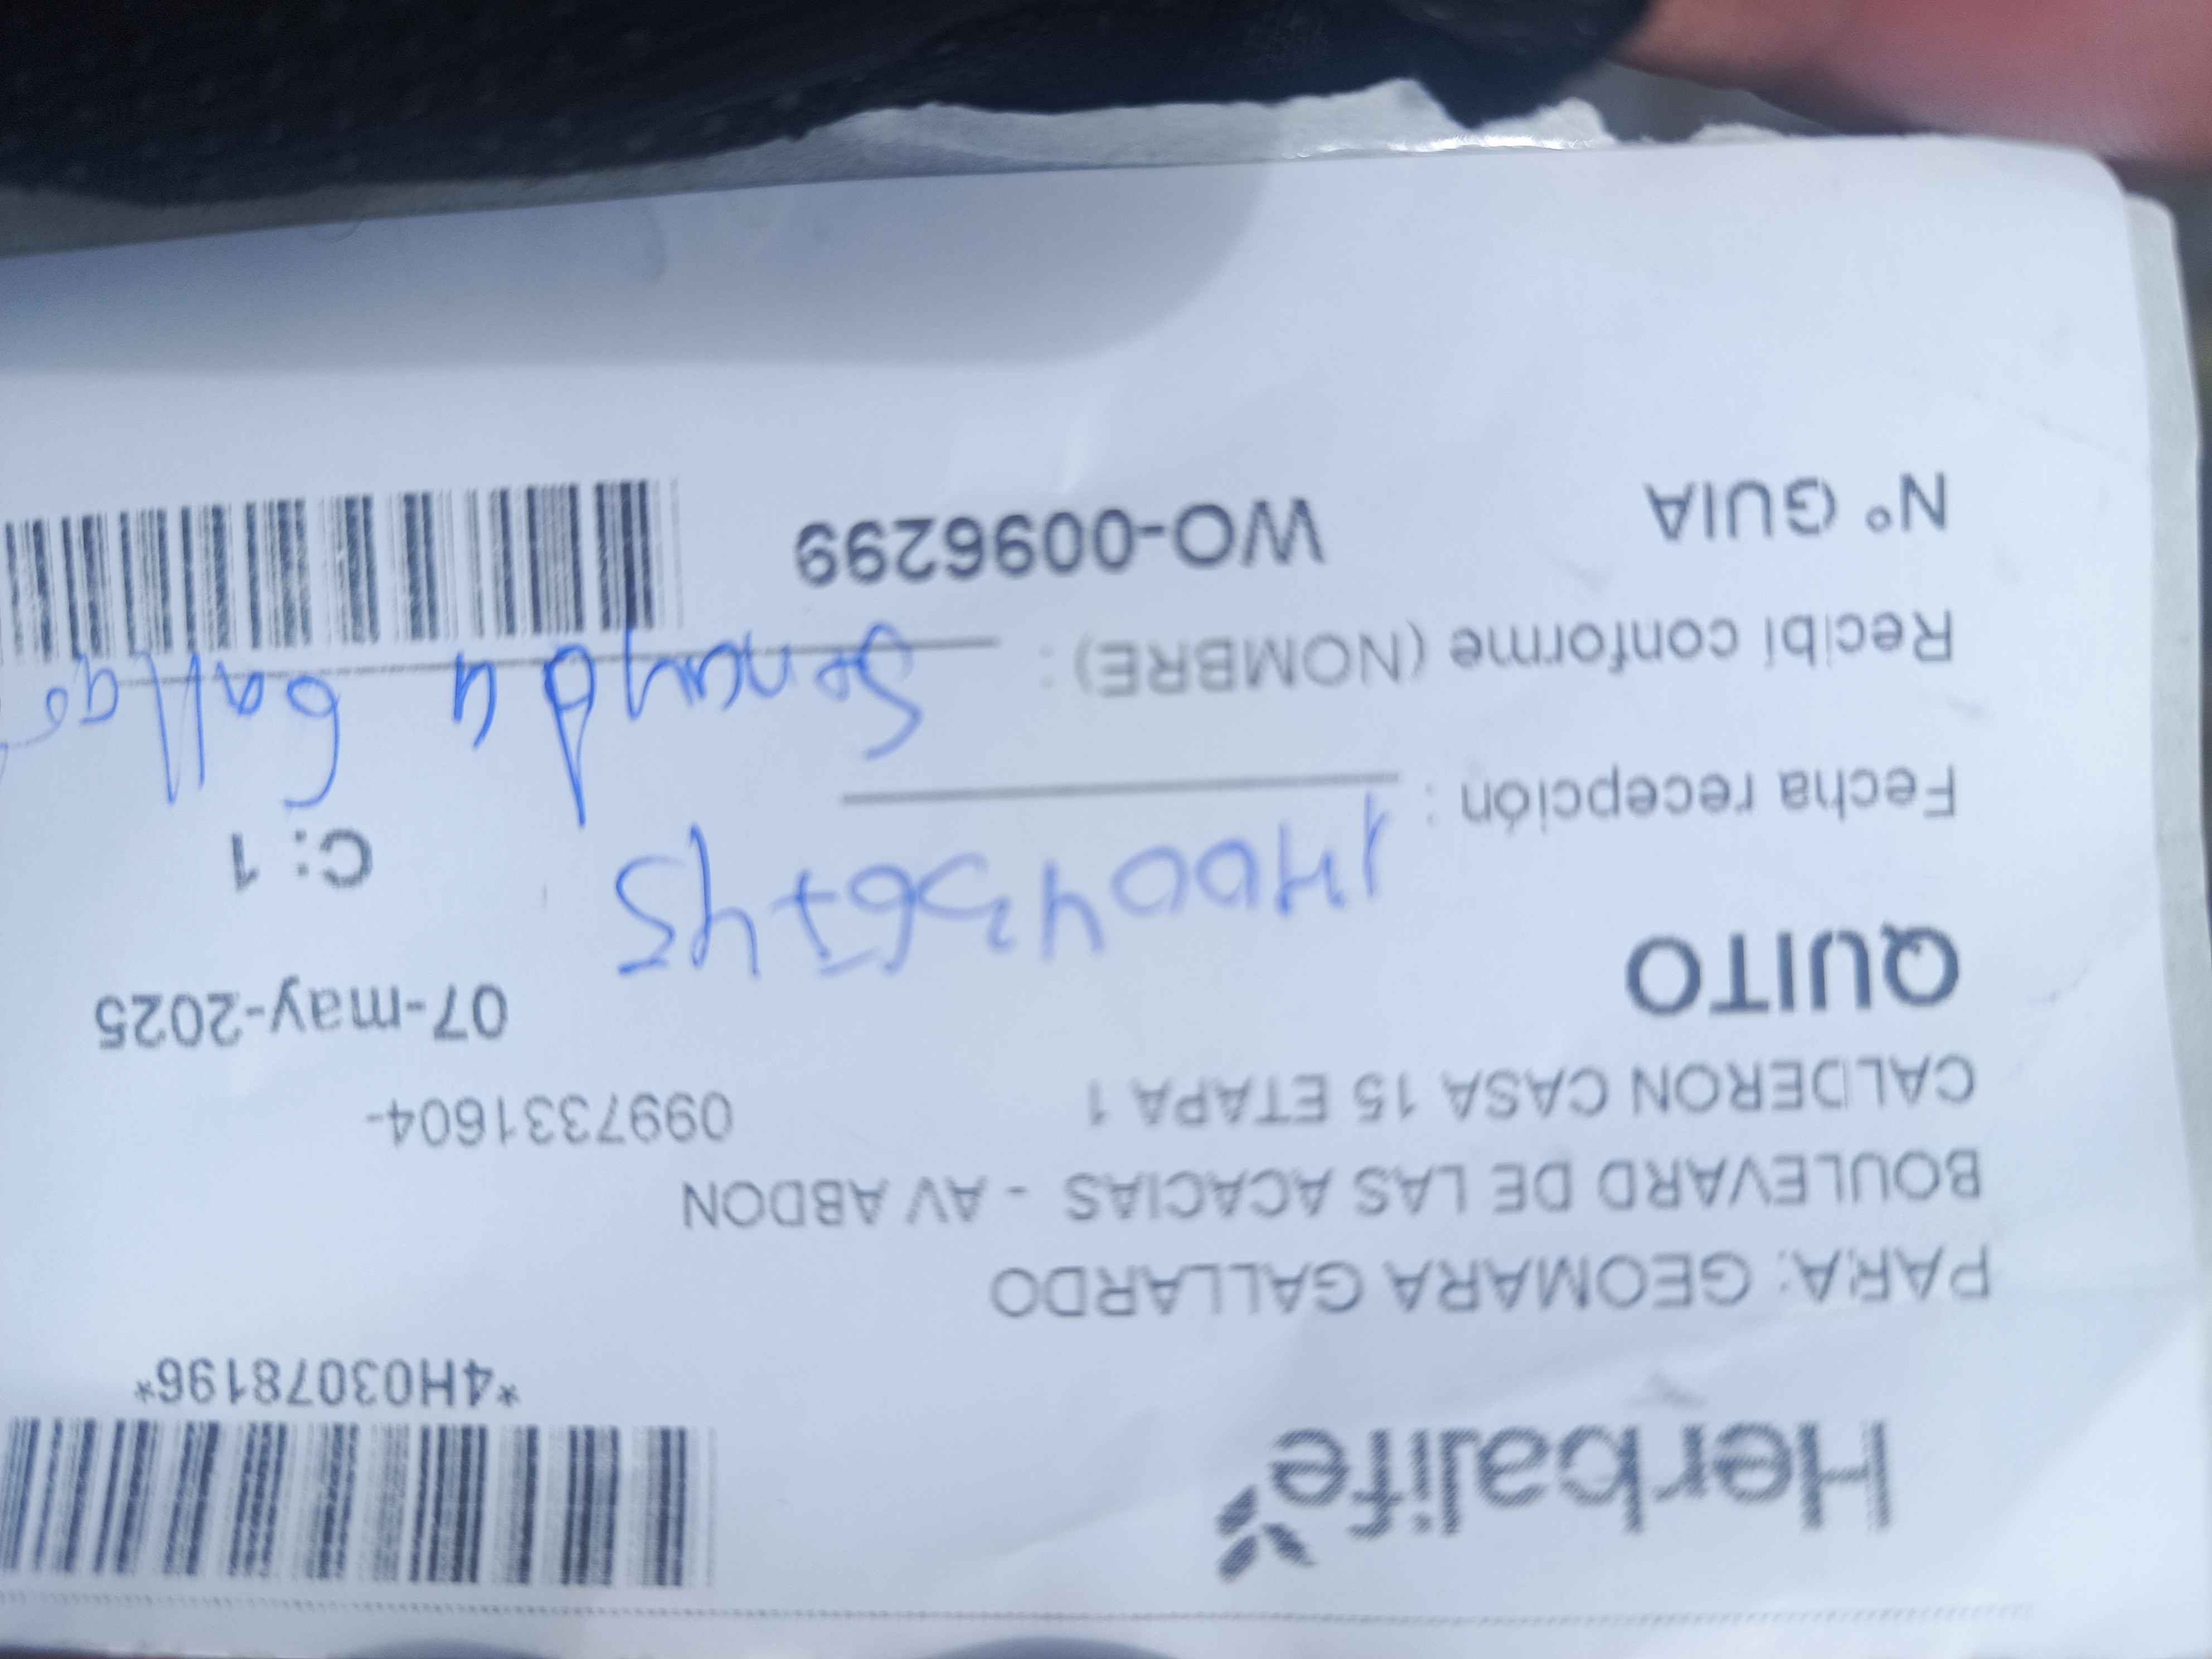 Herbalife
*4H03078196*
PARA: GEOMARA GALLARDO
BOULEVARD DE LAS ACACIAS - AV ABDON
CALDERON CASA 15 ETAPA 1 0997331604-
QUITO 07-may-2025
C: 1
Fecha recepción :
Recibí conforme (NOMBRE) :
Nº GUIA WO-0096299